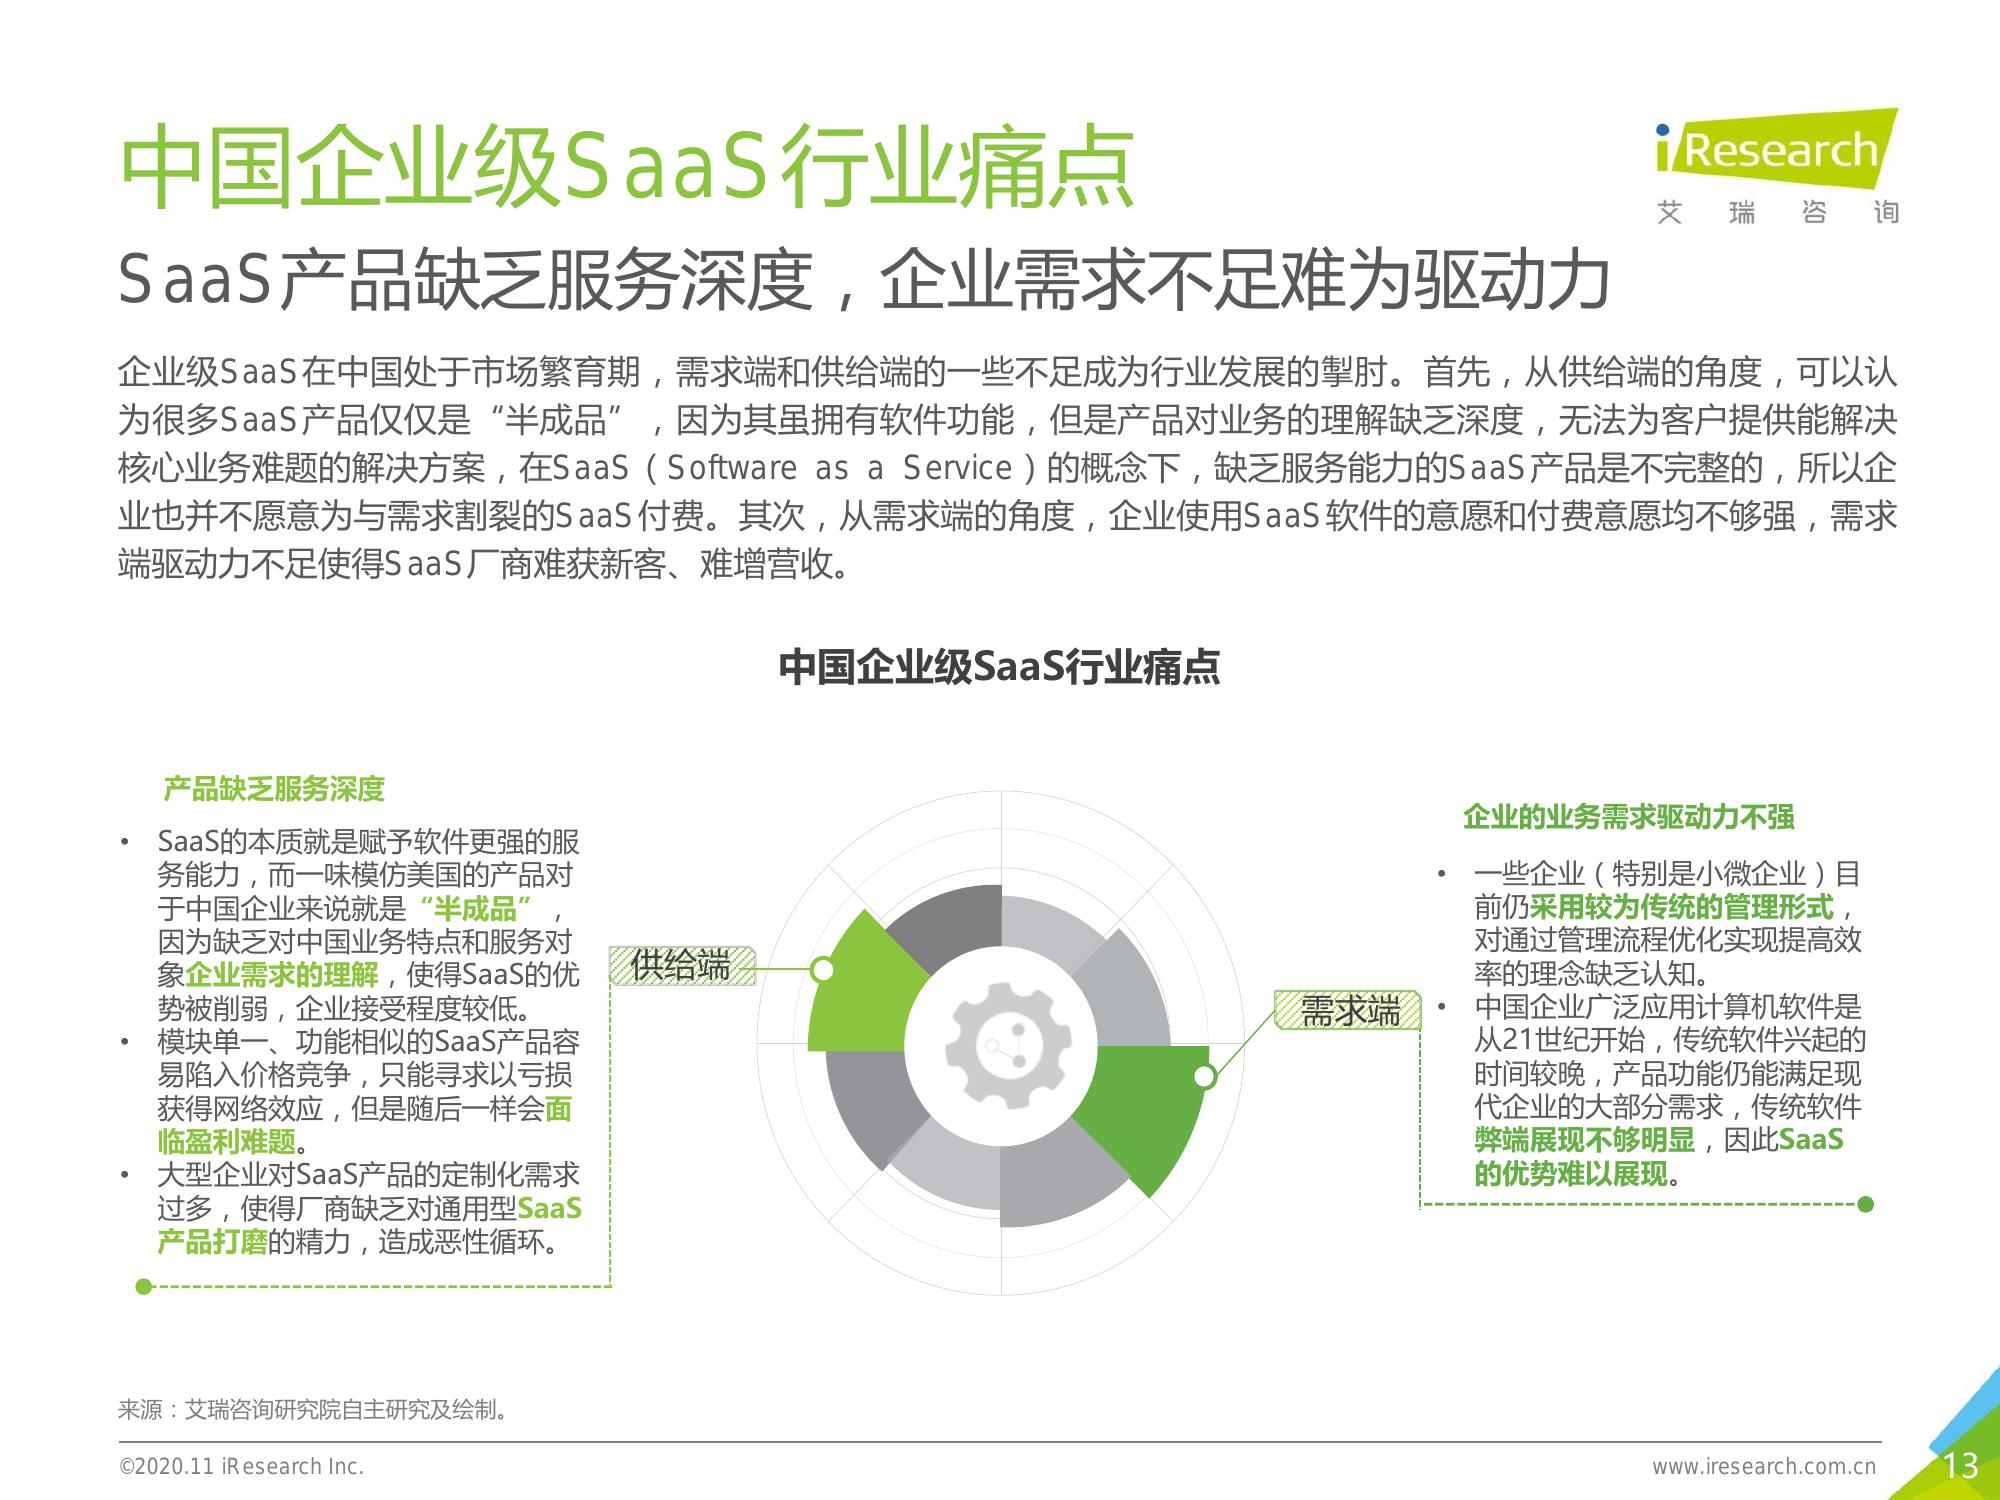 中国企业级SaaS行业痛点
iResearch
艾瑞咨询
SaaS产品缺乏服务深度，企业需求不足难为驱动力
企业级SaaS在中国处于市场繁育期，需求端和供给端的一些不足成为行业发展的掣肘。首先，从供给端的角度，可以认
为很多SaaS产品仅仅是“半成品”，因为其虽拥有软件功能，但是产品对业务的理解缺乏深度，无法为客户提供能解决
核心业务难题的解决方案，在SaaS（Software as a Service）的概念下，缺乏服务能力的SaaS产品是不完整的，所以企
业也并不愿意为与需求割裂的SaaS付费。其次，从需求端的角度，企业使用SaaS软件的意愿和付费意愿均不够强，需求
端驱动力不足使得SaaS厂商难获新客、难增营收。
中国企业级SaaS行业痛点
产品缺乏服务深度
• SaaS的本质就是赋予软件更强的服
务能力，而一味模仿美国的产品对
于中国企业来说就是“半成品”，
因为缺乏对中国业务特点和服务对
象企业需求的理解，使得SaaS的优
势被削弱，企业接受程度较低。
• 模块单一、功能相似的SaaS产品容
易陷入价格竞争，只能寻求以亏损
获得网络效应，但是随后一样会面
临盈利难题。
• 大型企业对SaaS产品的定制化需求
过多，使得厂商缺乏对通用型SaaS
产品打磨的精力，造成恶性循环。
供给端
需求端
企业的业务需求驱动力不强
• 一些企业（特别是小微企业）目
前仍采用较为传统的管理形式，
对通过管理流程优化实现提高效
率的理念缺乏认知。
• 中国企业广泛应用计算机软件是
从21世纪开始，传统软件兴起的
时间较晚，产品功能仍能满足现
代企业的大部分需求，传统软件
弊端展现不够明显，因此SaaS
的优势难以展现。
来源：艾瑞咨询研究院自主研究及绘制。
©2020.11 iResearch Inc.
www.iresearch.com.cn
13